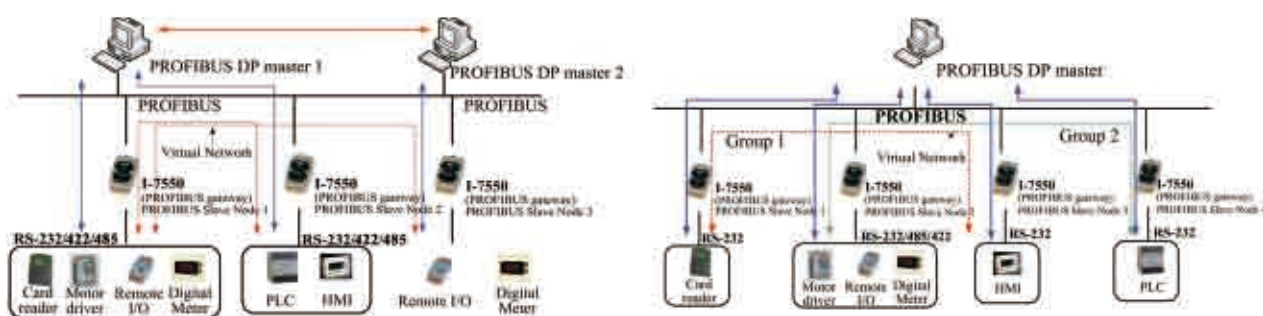 PROFIBUS DP master 1
PROFIBUS DP master 2
PROFIBUS
PROFIBUS
Virtual Network
I-7550
(PROFIBUS gateway)
PROFIBUS Slave Node 1
I-7550
(PROFIBUS gateway)
PROFIBUS Slave Node 2
I-7550
(PROFIBUS gateway)
PROFIBUS Slave Node 3
RS-232/422/485
RS-232/422/485
Card
reader
Motor
driver
Remote
I/O
Digital
Meter
PLC
HMI
Remote I/O
Digital
Meter
PROFIBUS DP master
PROFIBUS
Group 1
Virtual Network
Group 2
I-7550
(PROFIBUS gateway)
PROFIBUS Slave Node
I-7550
(PROFIBUS gateway)
PROFIBUS Slave Node
I-7550
(PROFIBUS gateway)
PROFIBUS Slave Node
I-7550
(PROFIBUS gateway)
PROFIBUS Slave Node
RS-232
RS-232/485/422
RS-232
RS-232
Card
reader
Motor
driver
Remote
I/O
Digital
Meter
HMI
PLC